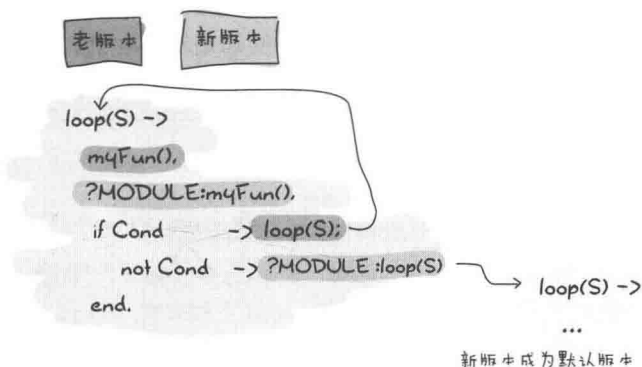 老版本 新版本
loop(S) ->
myFun(),
?MODULE:myFun(),
if Cond -> loop(S);
not Cond -> ?MODULE:loop(S)
end.
loop(S) ->
...
新版本成为默认版本